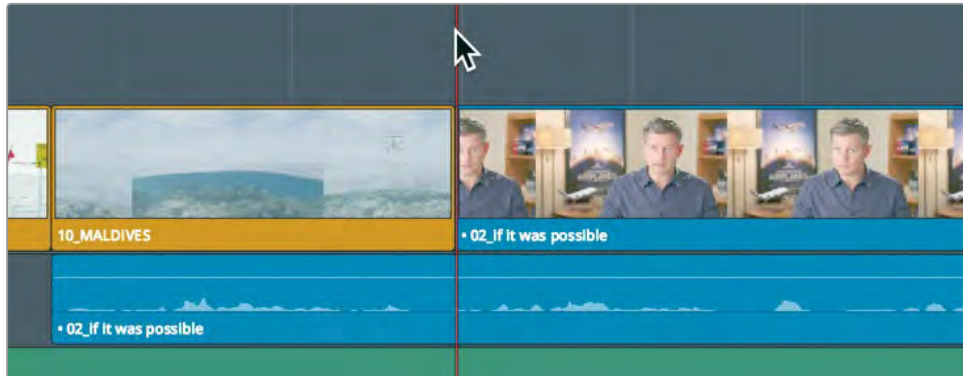 10_MALDIVES
• 02_If it was possible
• 02_If it was possible